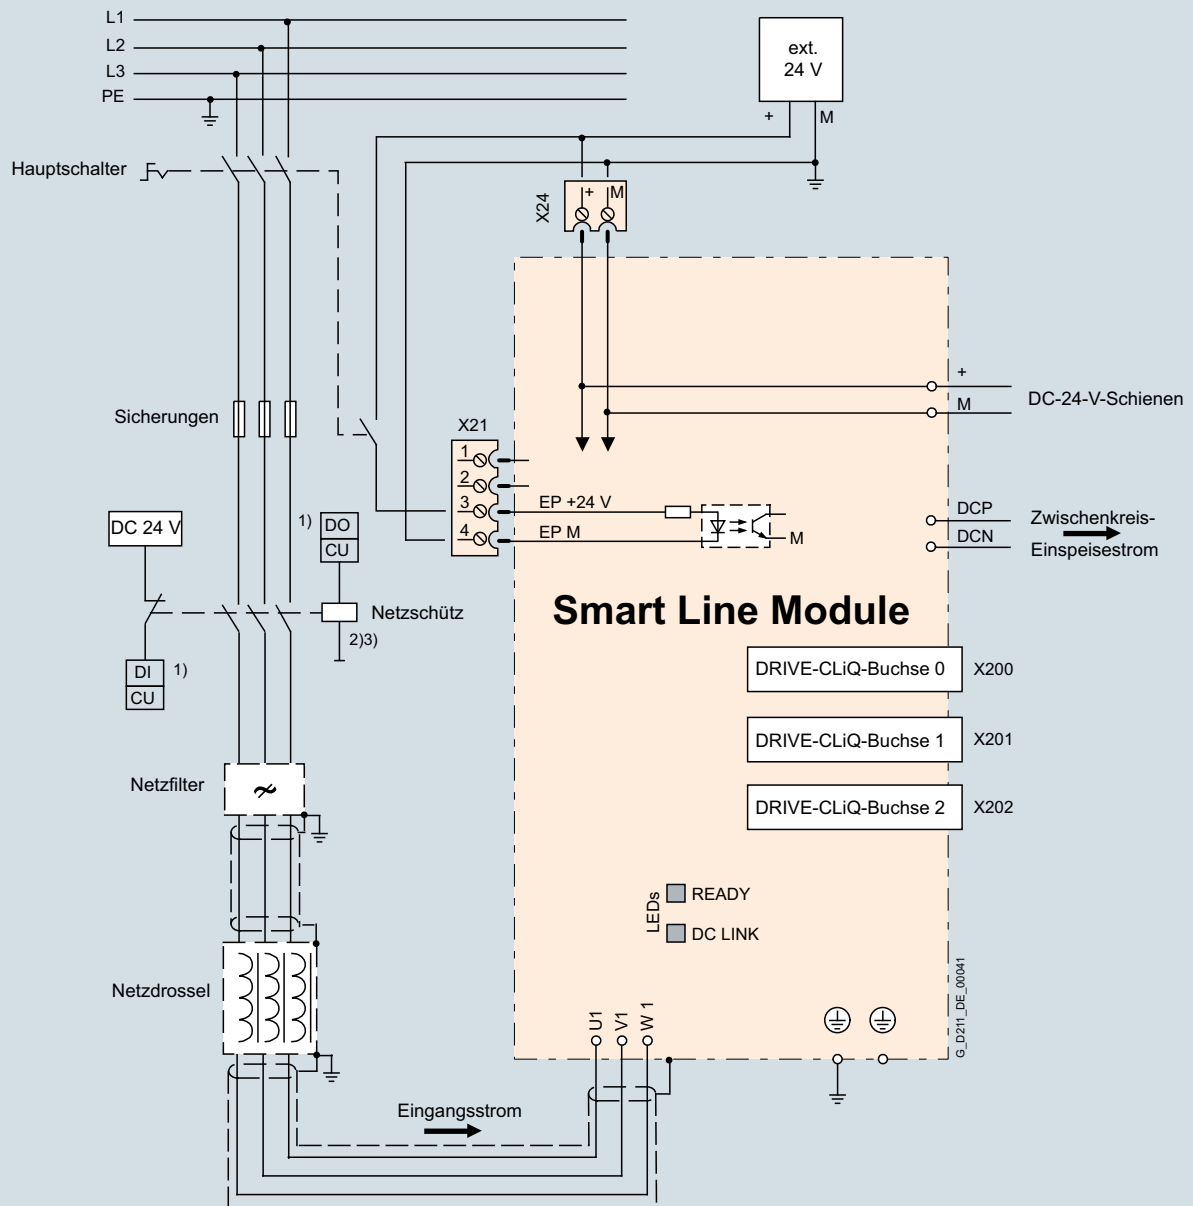 L1
L2
L3
PE
ext.
24 V
+ M
Hauptschalter
X24
+ M
+
M
DC-24-V-Schienen
Sicherungen
X21
1
2
3
4
EP +24 V
EP M
M
DCP
DCN
Zwischenkreis-
Einspeisestrom
DC 24 V
1)
DO
CU
Netzschütz
2)3)
DI
CU
1)
Smart Line Module
DRIVE-CLiQ-Buchse 0 X200
DRIVE-CLiQ-Buchse 1 X201
DRIVE-CLiQ-Buchse 2 X202
Netzfilter
LEDs
READY
DC LINK
Netzdrossel
U1
V1
W 1
G_D211_DE_00041
Eingangsstrom